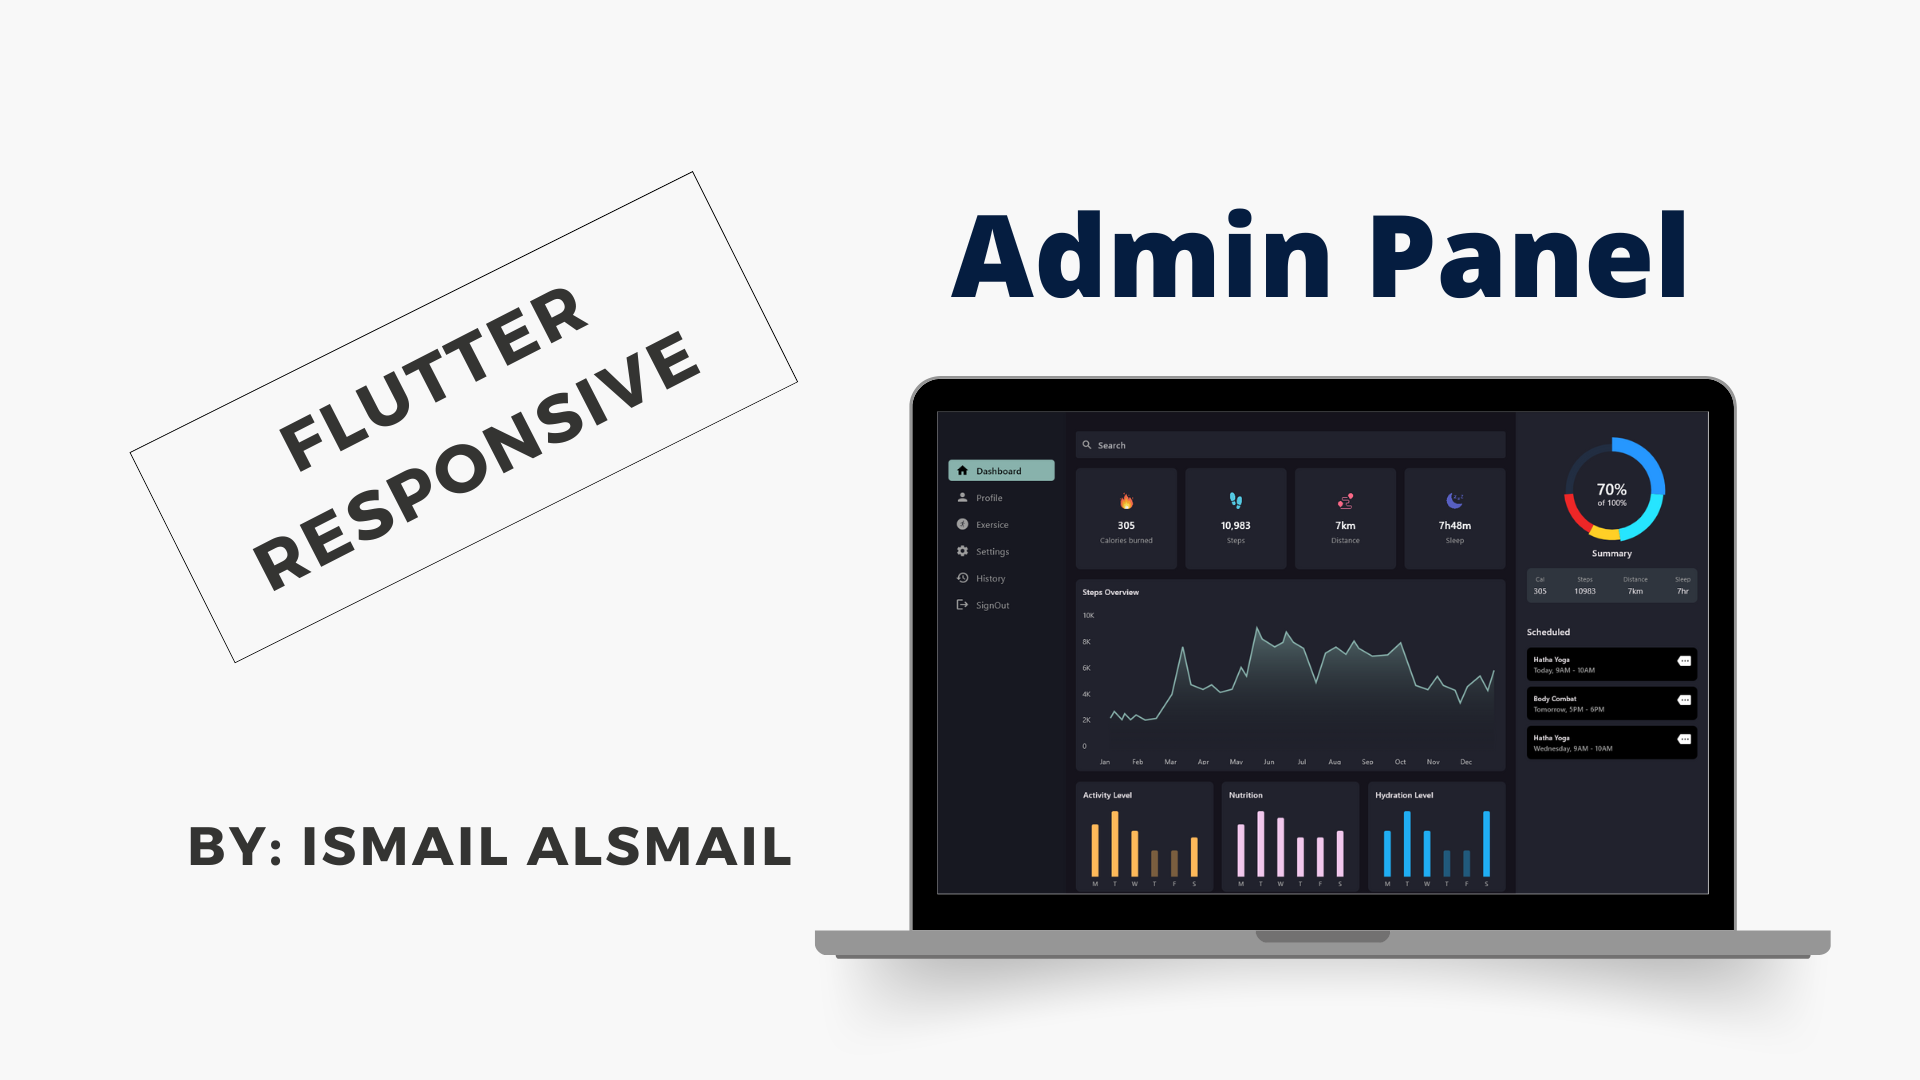 FLUTTER
RESPONSIVE
BY: ISMAIL ALSMAIL
Admin Panel
Dashboard
Profile
Exersice
Settings
History
SignOut
Search
305
Calories burned
10,983
Steps
7km
Distance
7h48m
Sleep
Steps Overview
10K
8K
6K
4K
2K
0
Jan Feb Mar Apr May Jun Jul Aug Sep Oct Nov Dec
Activity Level
M T W T F S
Nutrition
M T W T F S
Hydration Level
M T W T F S
70%
of 100%
Summary
Cal Steps Distance Sleep
305 10983 7km 7hr
Scheduled
Hatha Yoga
Today, 9AM - 10AM
Body Combat
Tomorrow, 5PM - 6PM
Hatha Yoga
Wednesday, 9AM - 10AM